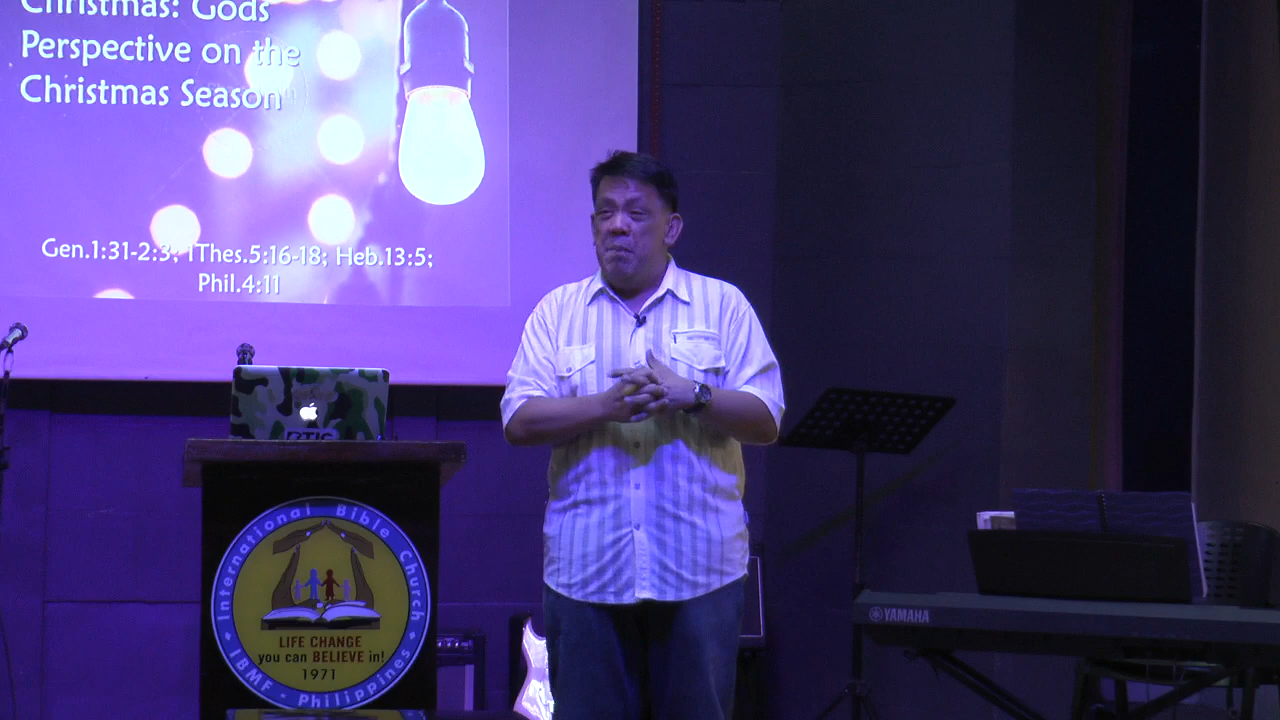 Christmas: Gods
Perspective on the
Christmas Season
Gen.1:31-2:3; 1Thes.5:16-18; Heb.13:5;
Phil.4:11
International Bible Church
LIFE CHANGE
you can BELIEVE in!
1971
IBMF - Philippines
YAMAHA